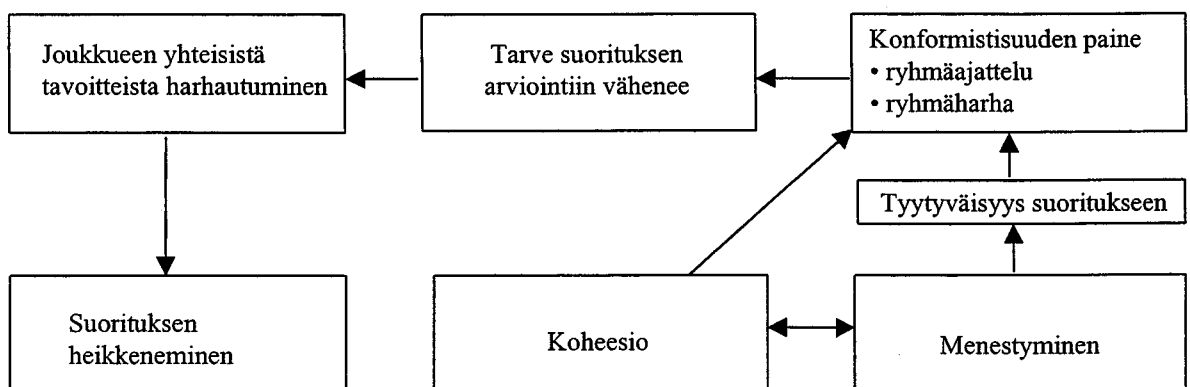 Joukkueen yhteisistä
tavoitteista harhautuminen
Tarve suorituksen
arviointiin vähenee
Konformistisuuden paine
• ryhmäajattelu
• ryhmäharha
Tyytyväisyys suoritukseen
Suorituksen
heikkeneminen
Koheesio
Menestyminen